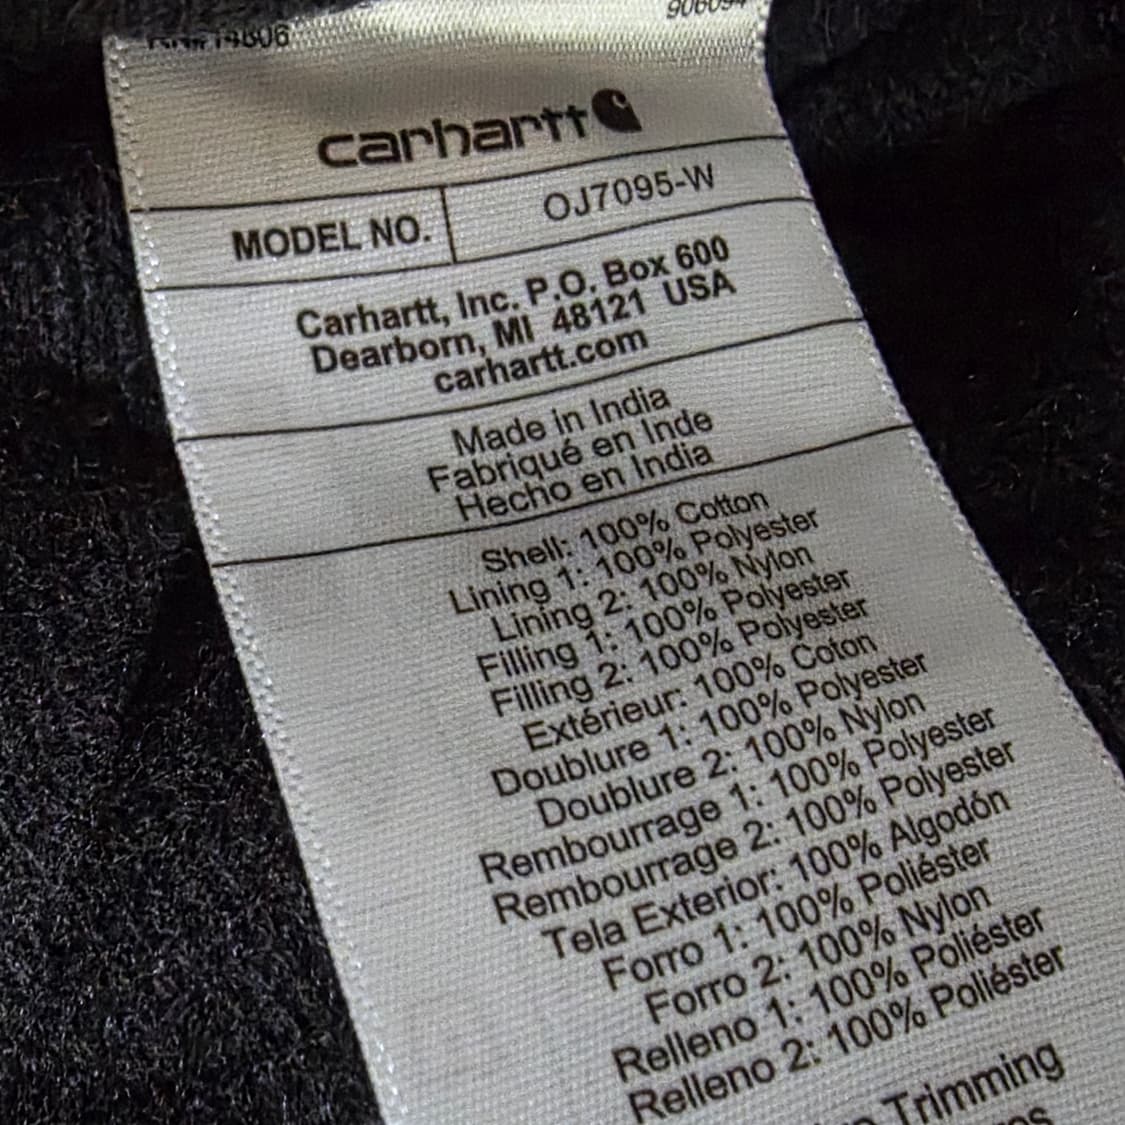 14806
carhartt
MODEL NO. OJ7095-W
Carhartt, Inc. P.O. Box 600
Dearborn, MI 48121 USA
carhartt.com
Made in India
Fabriqué en Inde
Hecho en India
Shell: 100% Cotton
Lining 1: 100% Polyester
Lining 2: 100% Nylon
Filling 1: 100% Polyester
Filling 2: 100% Polyester
Extérieur: 100% Coton
Doublure 1: 100% Polyester
Doublure 2: 100% Nylon
Rembourrage 1: 100% Polyester
Rembourrage 2: 100% Polyester
Tela Exterior: 100% Algodón
Forro 1: 100% Poliéster
Forro 2: 100% Nylon
Relleno 1: 100% Poliéster
Relleno 2: 100% Poliéster
Trimming